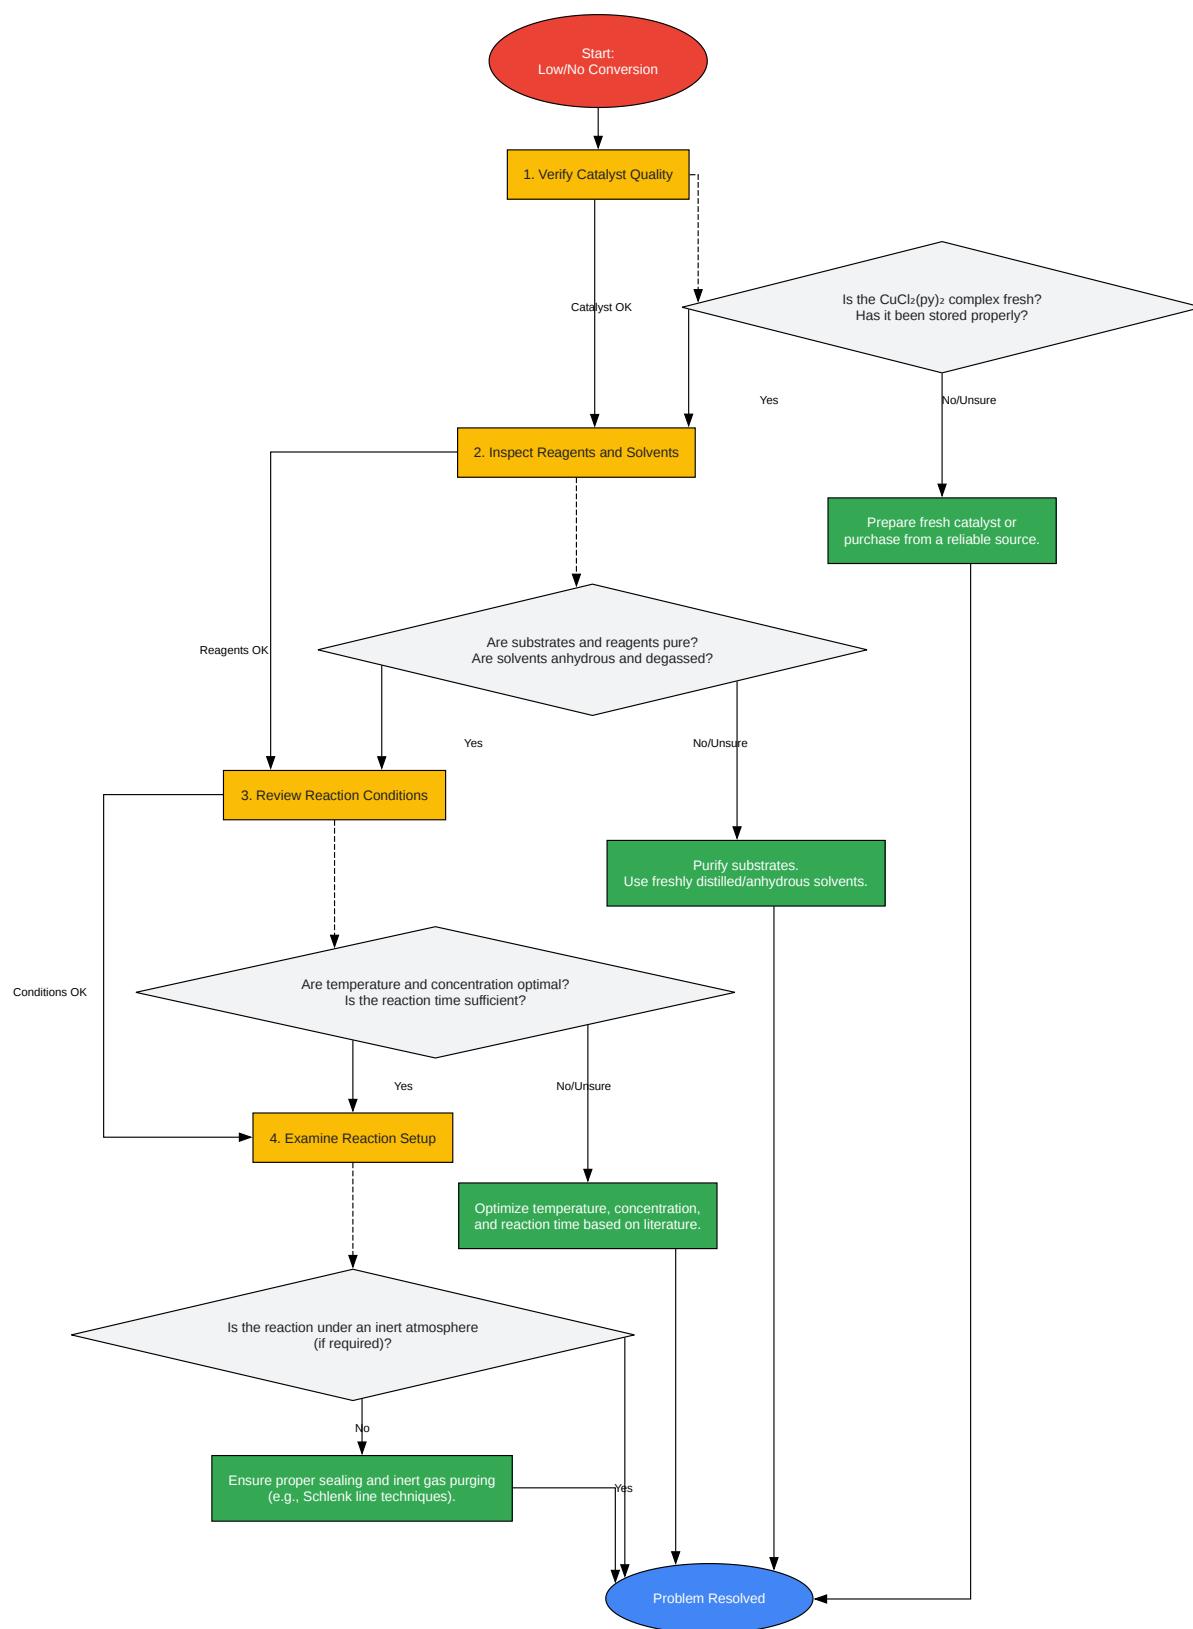 Start:
Low/No Conversion
1. Verify Catalyst Quality
Is the CuCl₂(py)₂ complex fresh?
Has it been stored properly?
Catalyst OK
Yes
No/Unsure
2. Inspect Reagents and Solvents
Prepare fresh catalyst or
purchase from a reliable source.
Are substrates and reagents pure?
Are solvents anhydrous and degassed?
Reagents OK
Yes
No/Unsure
3. Review Reaction Conditions
Purify substrates.
Use freshly distilled/anhydrous solvents.
Are temperature and concentration optimal?
Is the reaction time sufficient?
Conditions OK
Yes
No/Unsure
4. Examine Reaction Setup
Optimize temperature, concentration,
and reaction time based on literature.
Is the reaction under an inert atmosphere
(if required)?
No
Ensure proper sealing and inert gas purging
(e.g., Schlenk line techniques).
Yes
Problem Resolved